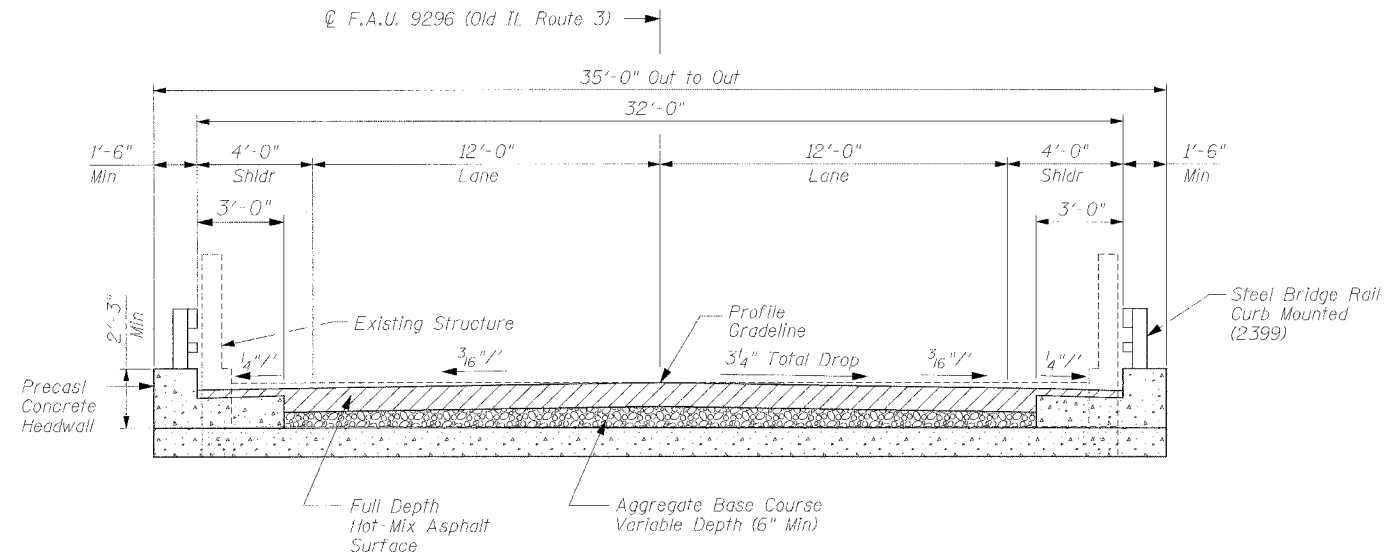 ℄ F.A.U. 9296 (Old IL Route 3)
35'-0" Out to Out
32'-0"
1'-6"
Min
4'-0"
Shldr
12'-0"
Lane
12'-0"
Lane
4'-0"
Shldr
1'-6"
Min
3'-0"
3'-0"
2'-3"
Min
Existing Structure
Profile
Gradeline
Steel Bridge Rail
Curb Mounted
(2399)
1/4"/'
3/16"/'
3 1/4" Total Drop
3/16"/'
1/4"/'
Precast
Concrete
Headwall
Full Depth
Hot-Mix Asphalt
Surface
Aggregate Base Course
Variable Depth (6" Min)